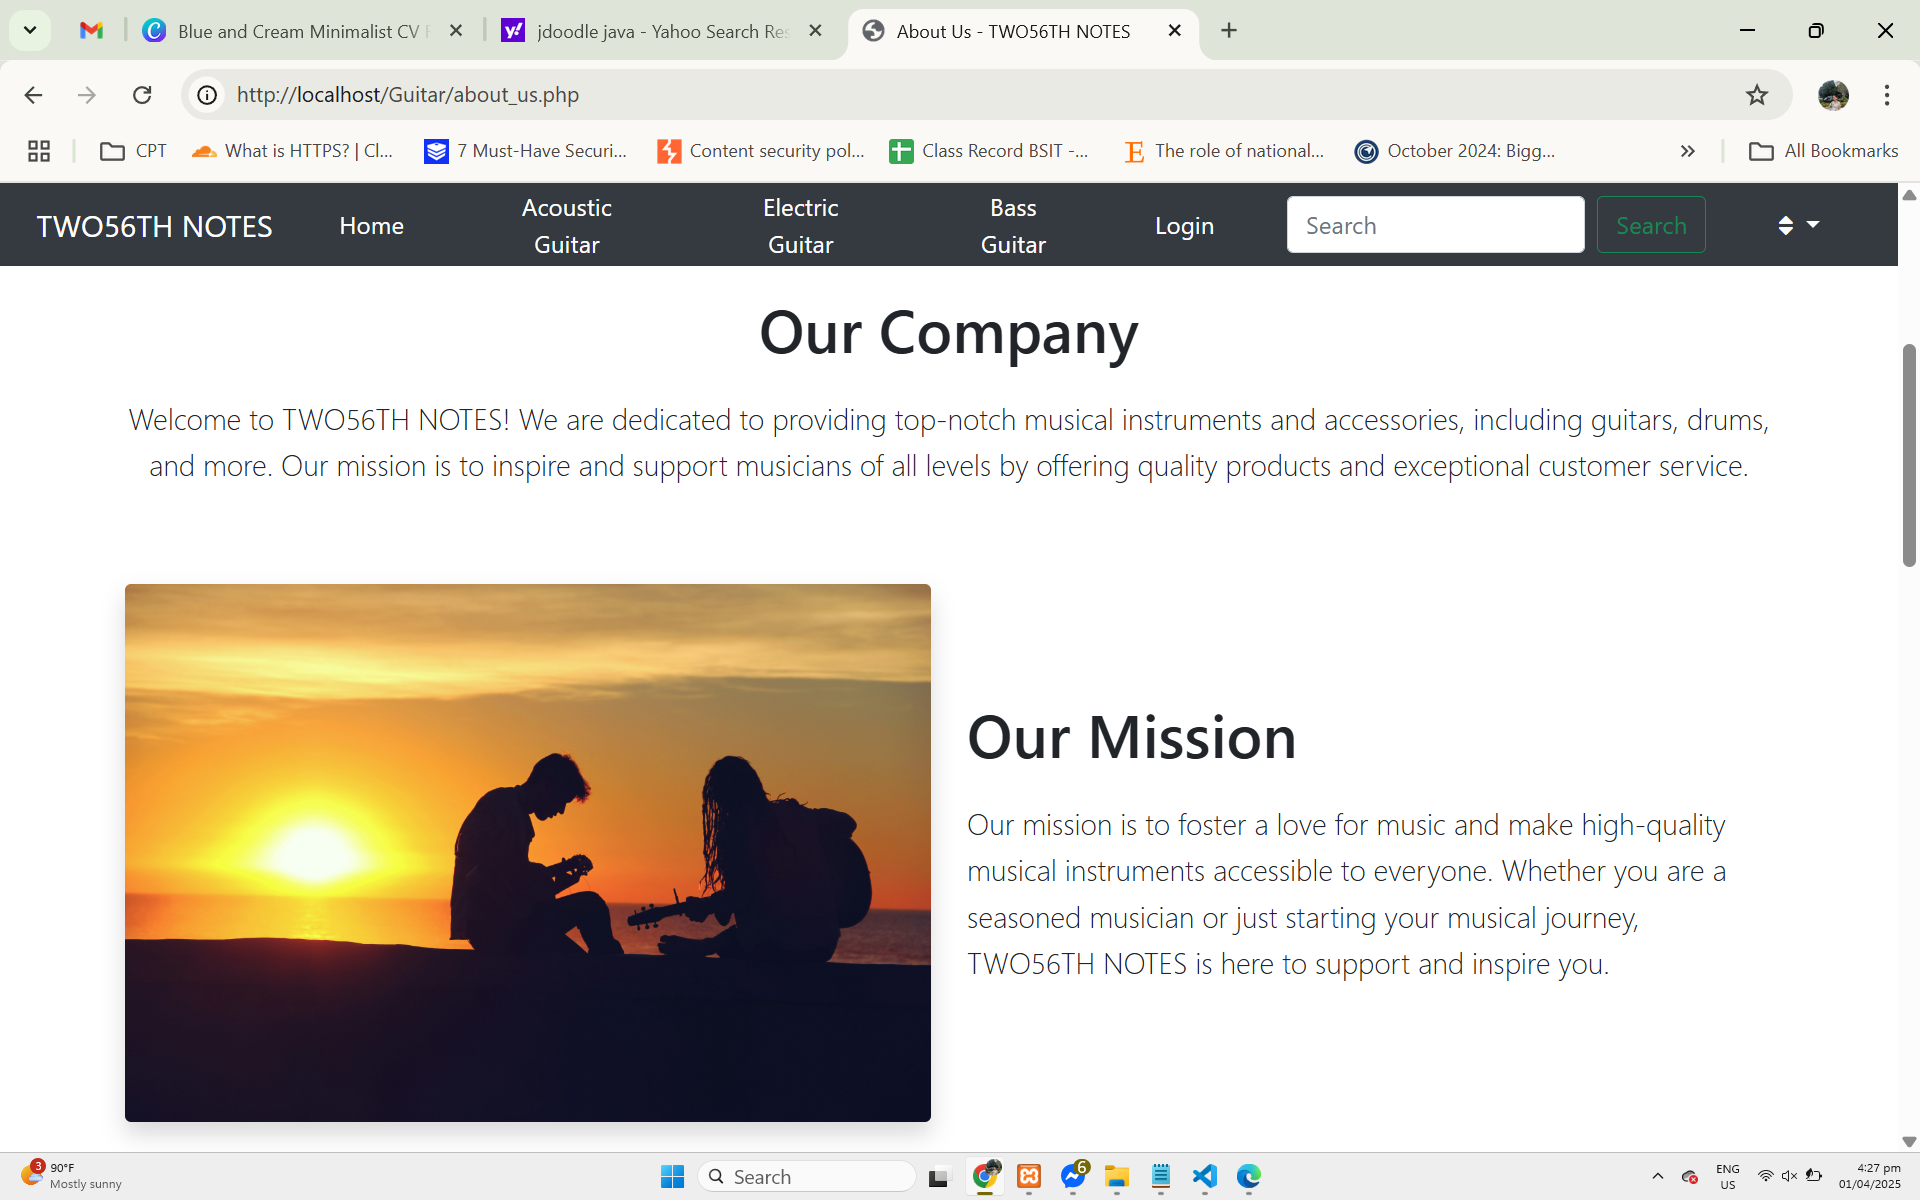 Blue and Cream Minimalist CV
jdoodle java - Yahoo Search Res
About Us - TWO56TH NOTES
http://localhost/Guitar/about_us.php
CPT
What is HTTPS? | Cl...
7 Must-Have Securi...
Content security pol...
Class Record BSIT -...
The role of national...
October 2024: Bigg...
All Bookmarks
TWO56TH NOTES
Home
Acoustic
Guitar
Electric
Guitar
Bass
Guitar
Login
Search
Search
Our Company
Welcome to TWO56TH NOTES! We are dedicated to providing top-notch musical instruments and accessories, including guitars, drums,
and more. Our mission is to inspire and support musicians of all levels by offering quality products and exceptional customer service.
Our Mission
Our mission is to foster a love for music and make high-quality
musical instruments accessible to everyone. Whether you are a
seasoned musician or just starting your musical journey,
TWO56TH NOTES is here to support and inspire you.
3
90°F
Mostly sunny
Search
6
ENG
US
4:27 pm
01/04/2025